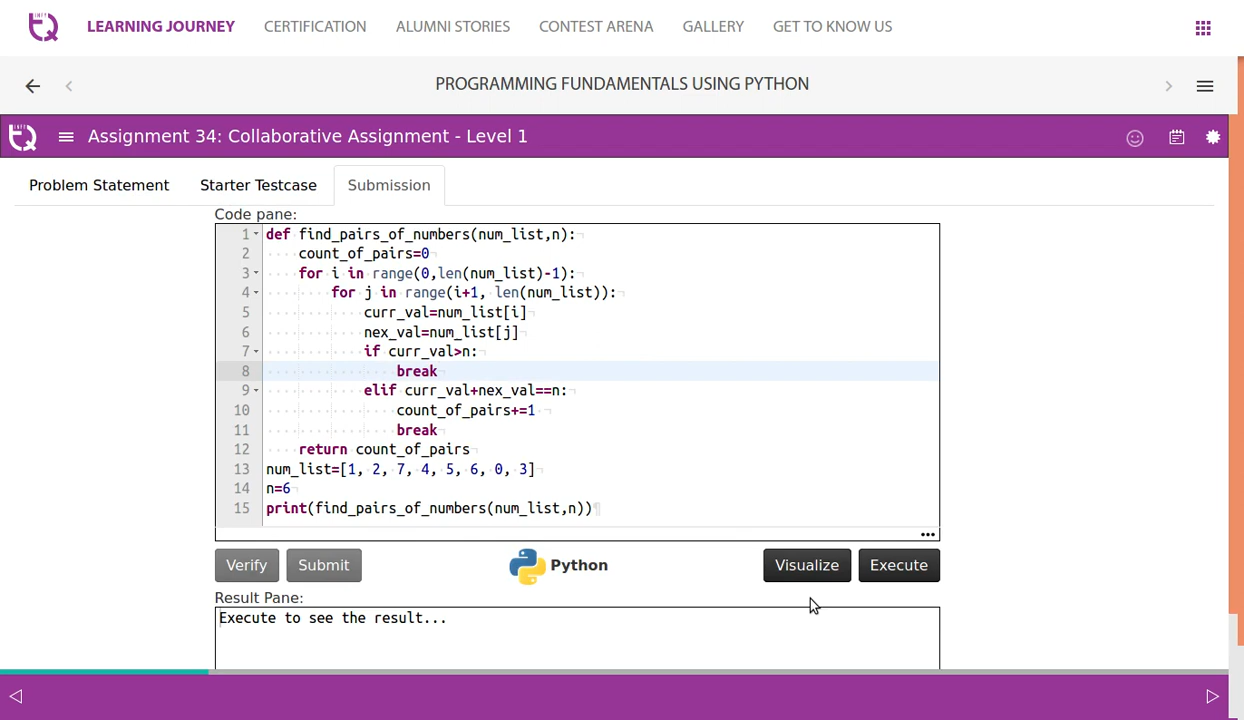 LEARNING JOURNEY CERTIFICATION ALUMNI STORIES CONTEST ARENA GALLERY GET TO KNOW US
PROGRAMMING FUNDAMENTALS USING PYTHON
Assignment 34: Collaborative Assignment - Level 1
Problem Statement Starter Testcase Submission
Code pane:
1 def find_pairs_of_numbers(num_list,n):
2 count_of_pairs=0
3 for i in range(0,len(num_list)-1):
4 for j in range(i+1, len(num_list)):
5 curr_val=num_list[i]
6 nex_val=num_list[j]
7 if curr_val>n:
8 break
9 elif curr_val+nex_val==n:
10 count_of_pairs+=1
11 break
12 return count_of_pairs
13 num_list=[1, 2, 7, 4, 5, 6, 0, 3]
14 n=6
15 print(find_pairs_of_numbers(num_list,n))
Verify Submit Python Visualize Execute
Result Pane:
Execute to see the result...